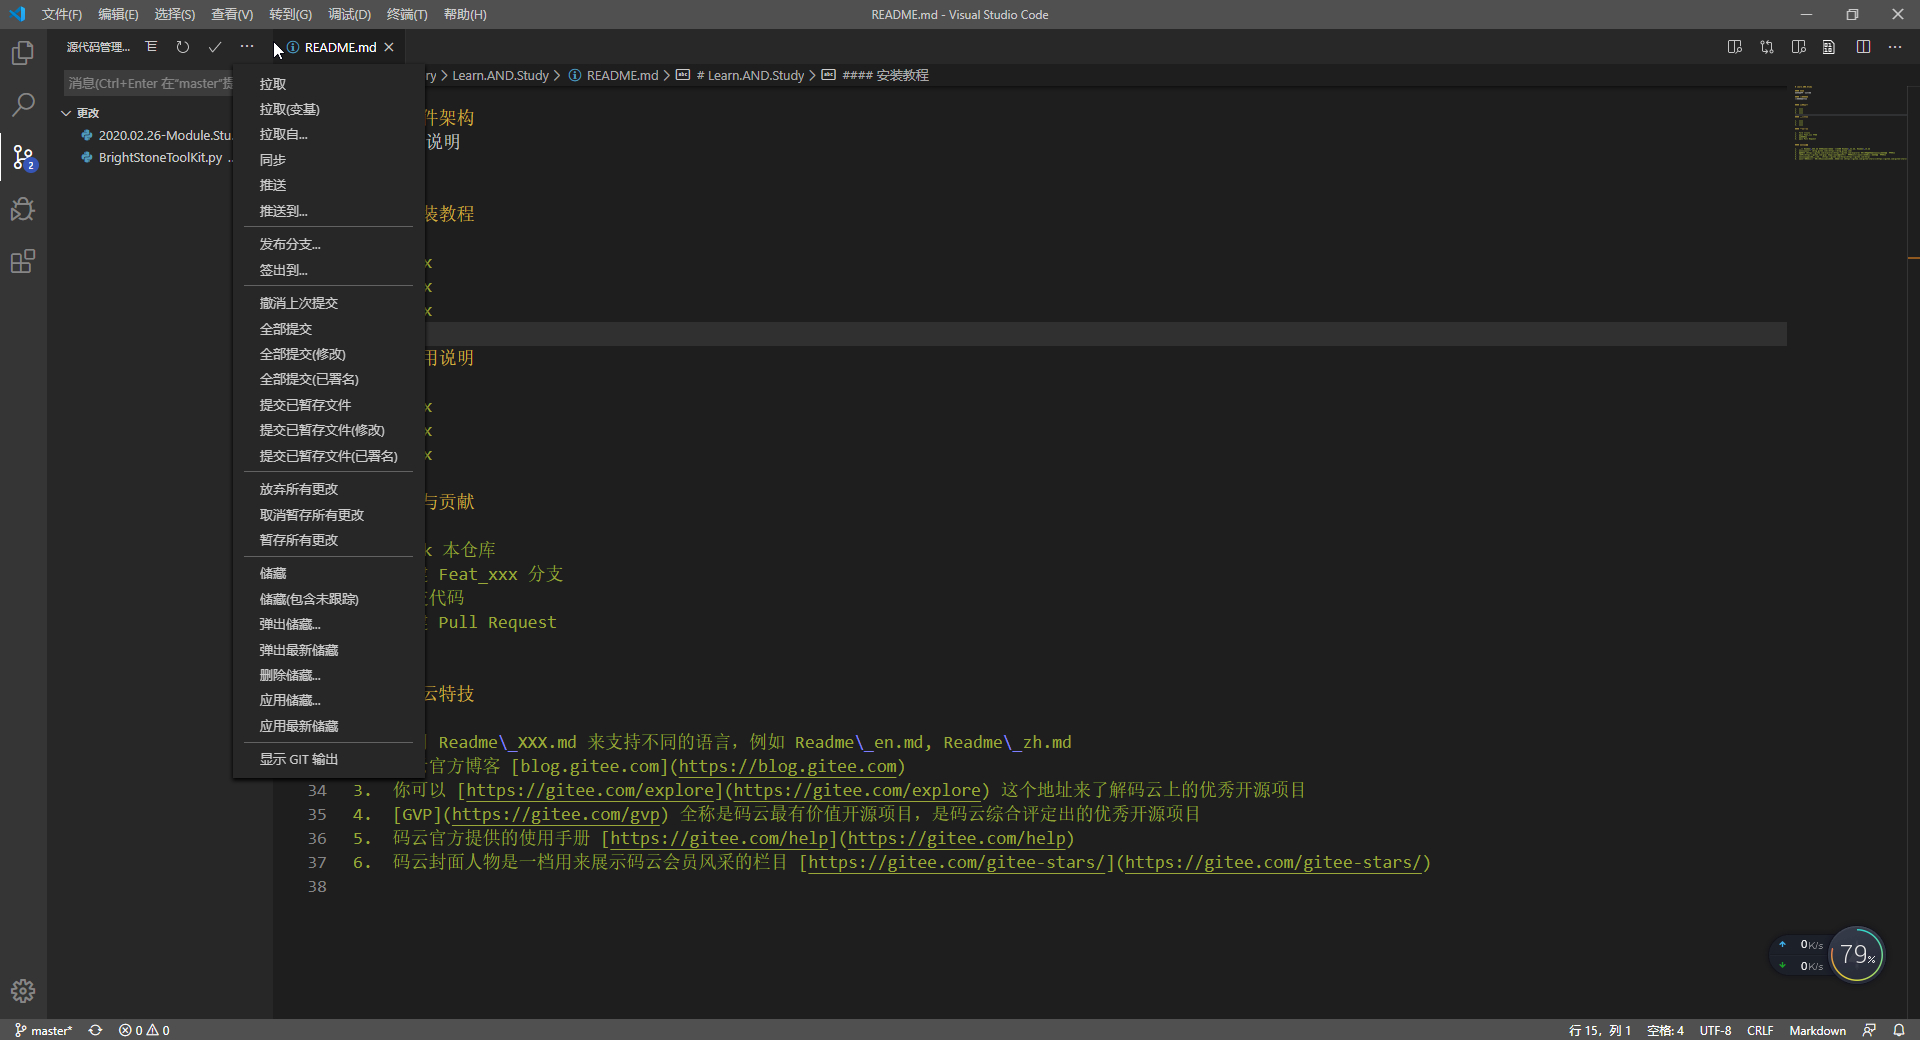 文件(F) 编辑(E) 选择(S) 查看(V) 转到(G) 调试(D) 终端(T) 帮助(H) README.md - Visual Studio Code
源代码管理...
README.md
消息(Ctrl+Enter 在"master"提
ry > Learn.AND.Study > README.md > # Learn.AND.Study > #### 安装教程
更改
2020.02.26-Module.Stu...
BrightStoneToolKit.py ..
2
拉取
拉取(变基)
拉取自...
同步
推送
推送到...
发布分支...
签出到...
撤消上次提交
全部提交
全部提交(修改)
全部提交(已署名)
提交已暂存文件
提交已暂存文件(修改)
提交已暂存文件(已署名)
放弃所有更改
取消暂存所有更改
暂存所有更改
储藏
储藏(包含未跟踪)
弹出储藏...
弹出最新储藏
删除储藏...
应用储藏...
应用最新储藏
显示 GIT 输出
件架构
说明
装教程
x
x
x
用说明
x
x
x
与贡献
k 本仓库
Feat_xxx 分支
代码
Pull Request
云特技
Readme\_XXX.md 来支持不同的语言，例如 Readme\_en.md, Readme\_zh.md
官方博客 [blog.gitee.com](https://blog.gitee.com)
34 3. 你可以 [https://gitee.com/explore](https://gitee.com/explore) 这个地址来了解码云上的优秀开源项目
35 4. [GVP](https://gitee.com/gvp) 全称是码云最有价值开源项目，是码云综合评定出的优秀开源项目
36 5. 码云官方提供的使用手册 [https://gitee.com/help](https://gitee.com/help)
37 6. 码云封面人物是一档用来展示码云会员风采的栏目 [https://gitee.com/gitee-stars/](https://gitee.com/gitee-stars/)
38
0K/s
0K/s
79%
master* 0 0 行 15，列 1 空格: 4 UTF-8 CRLF Markdown